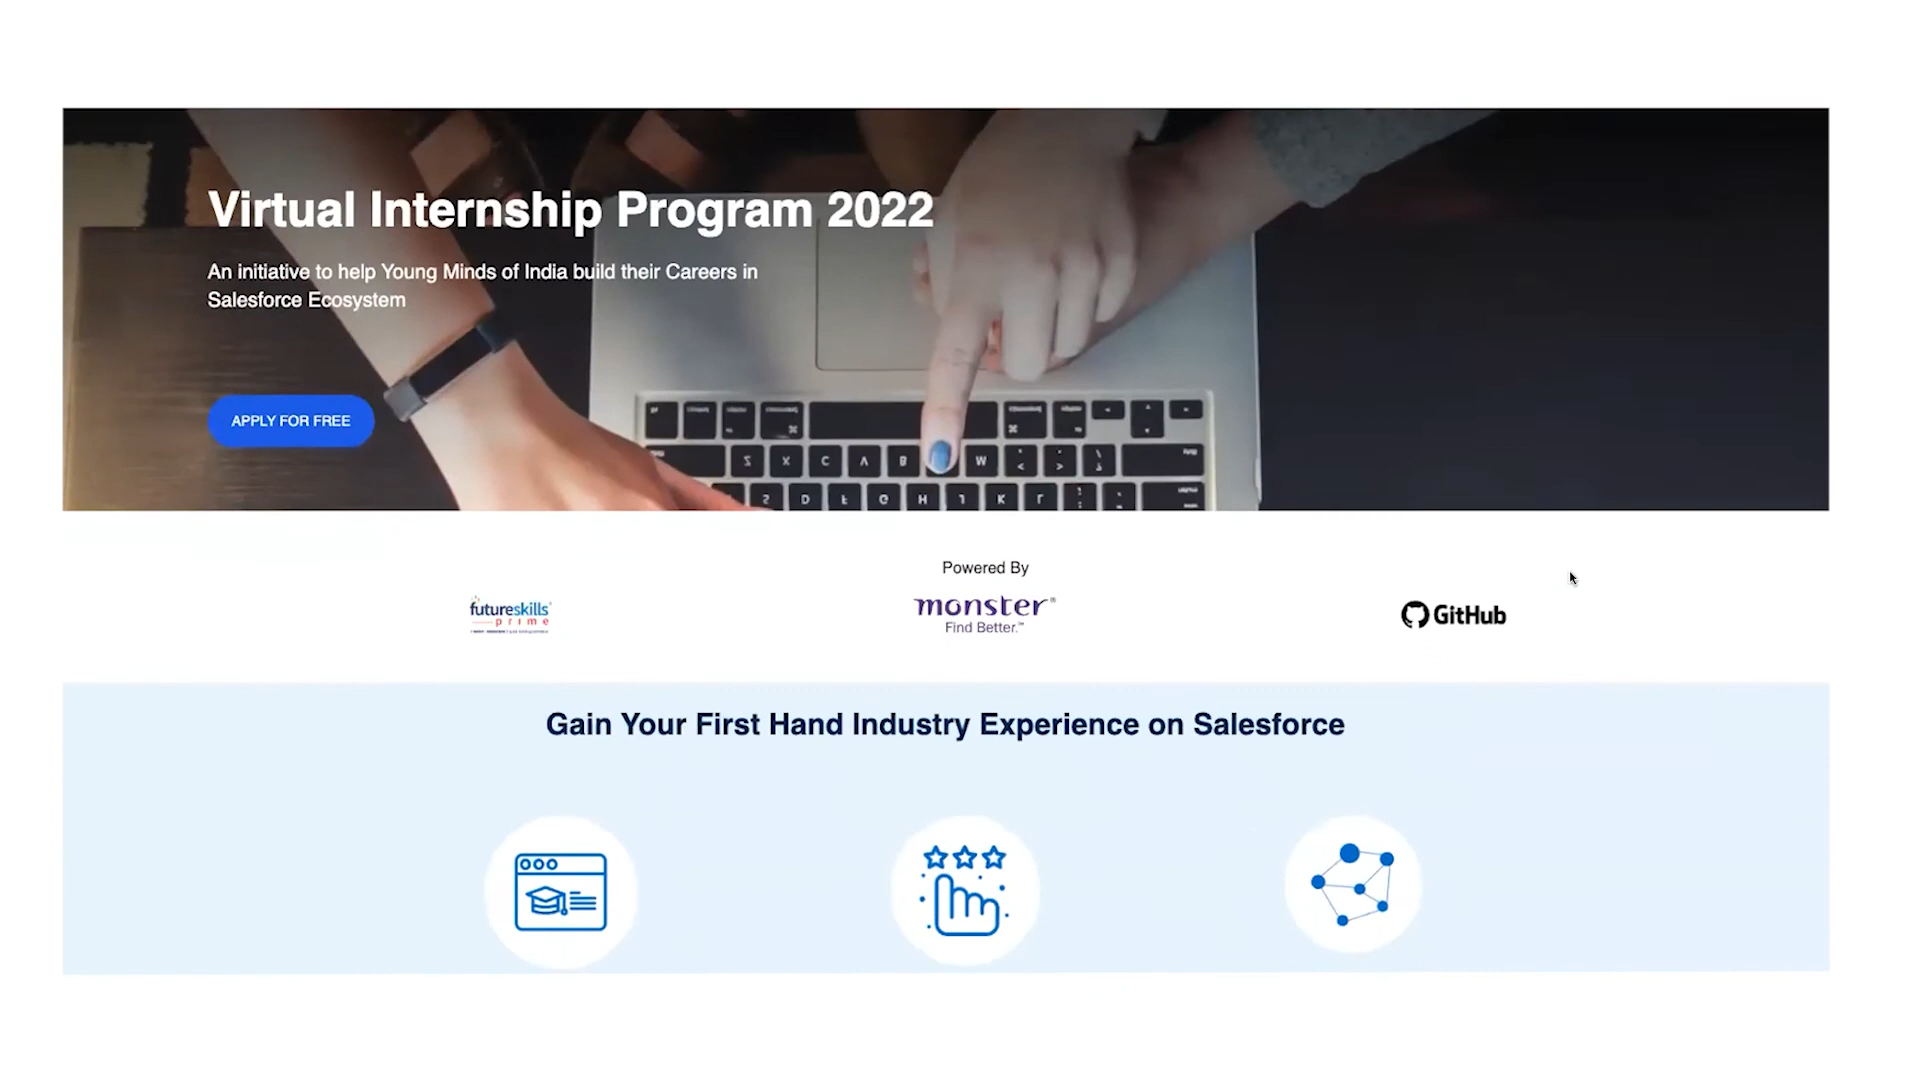 Virtual Internship Program 2022
An initiative to help Young Minds of India build their Careers in
Salesforce Ecosystem
APPLY FOR FREE
Powered By
futureskills
prime
monster®
Find Better.™
GitHub
Gain Your First Hand Industry Experience on Salesforce